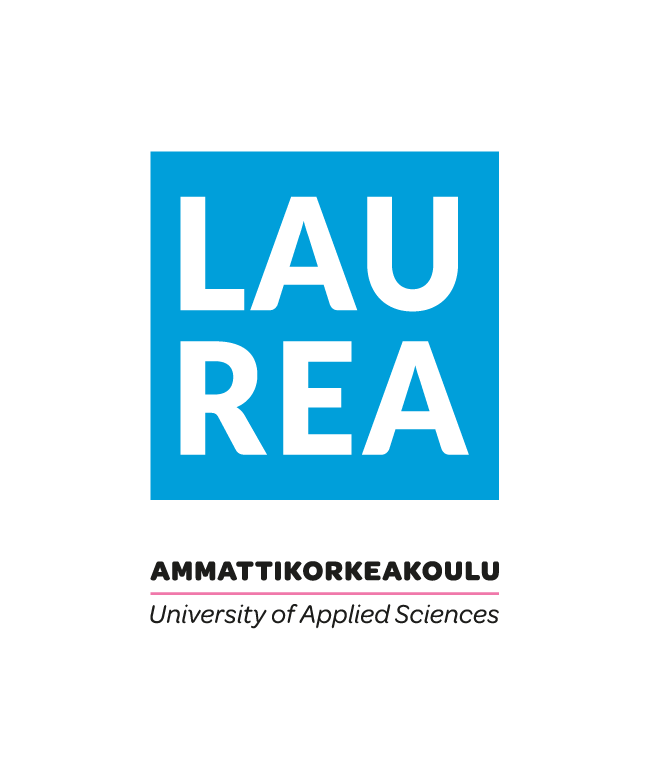 LAU
REA
AMMATTIKORKEAKOULU
University of Applied Sciences